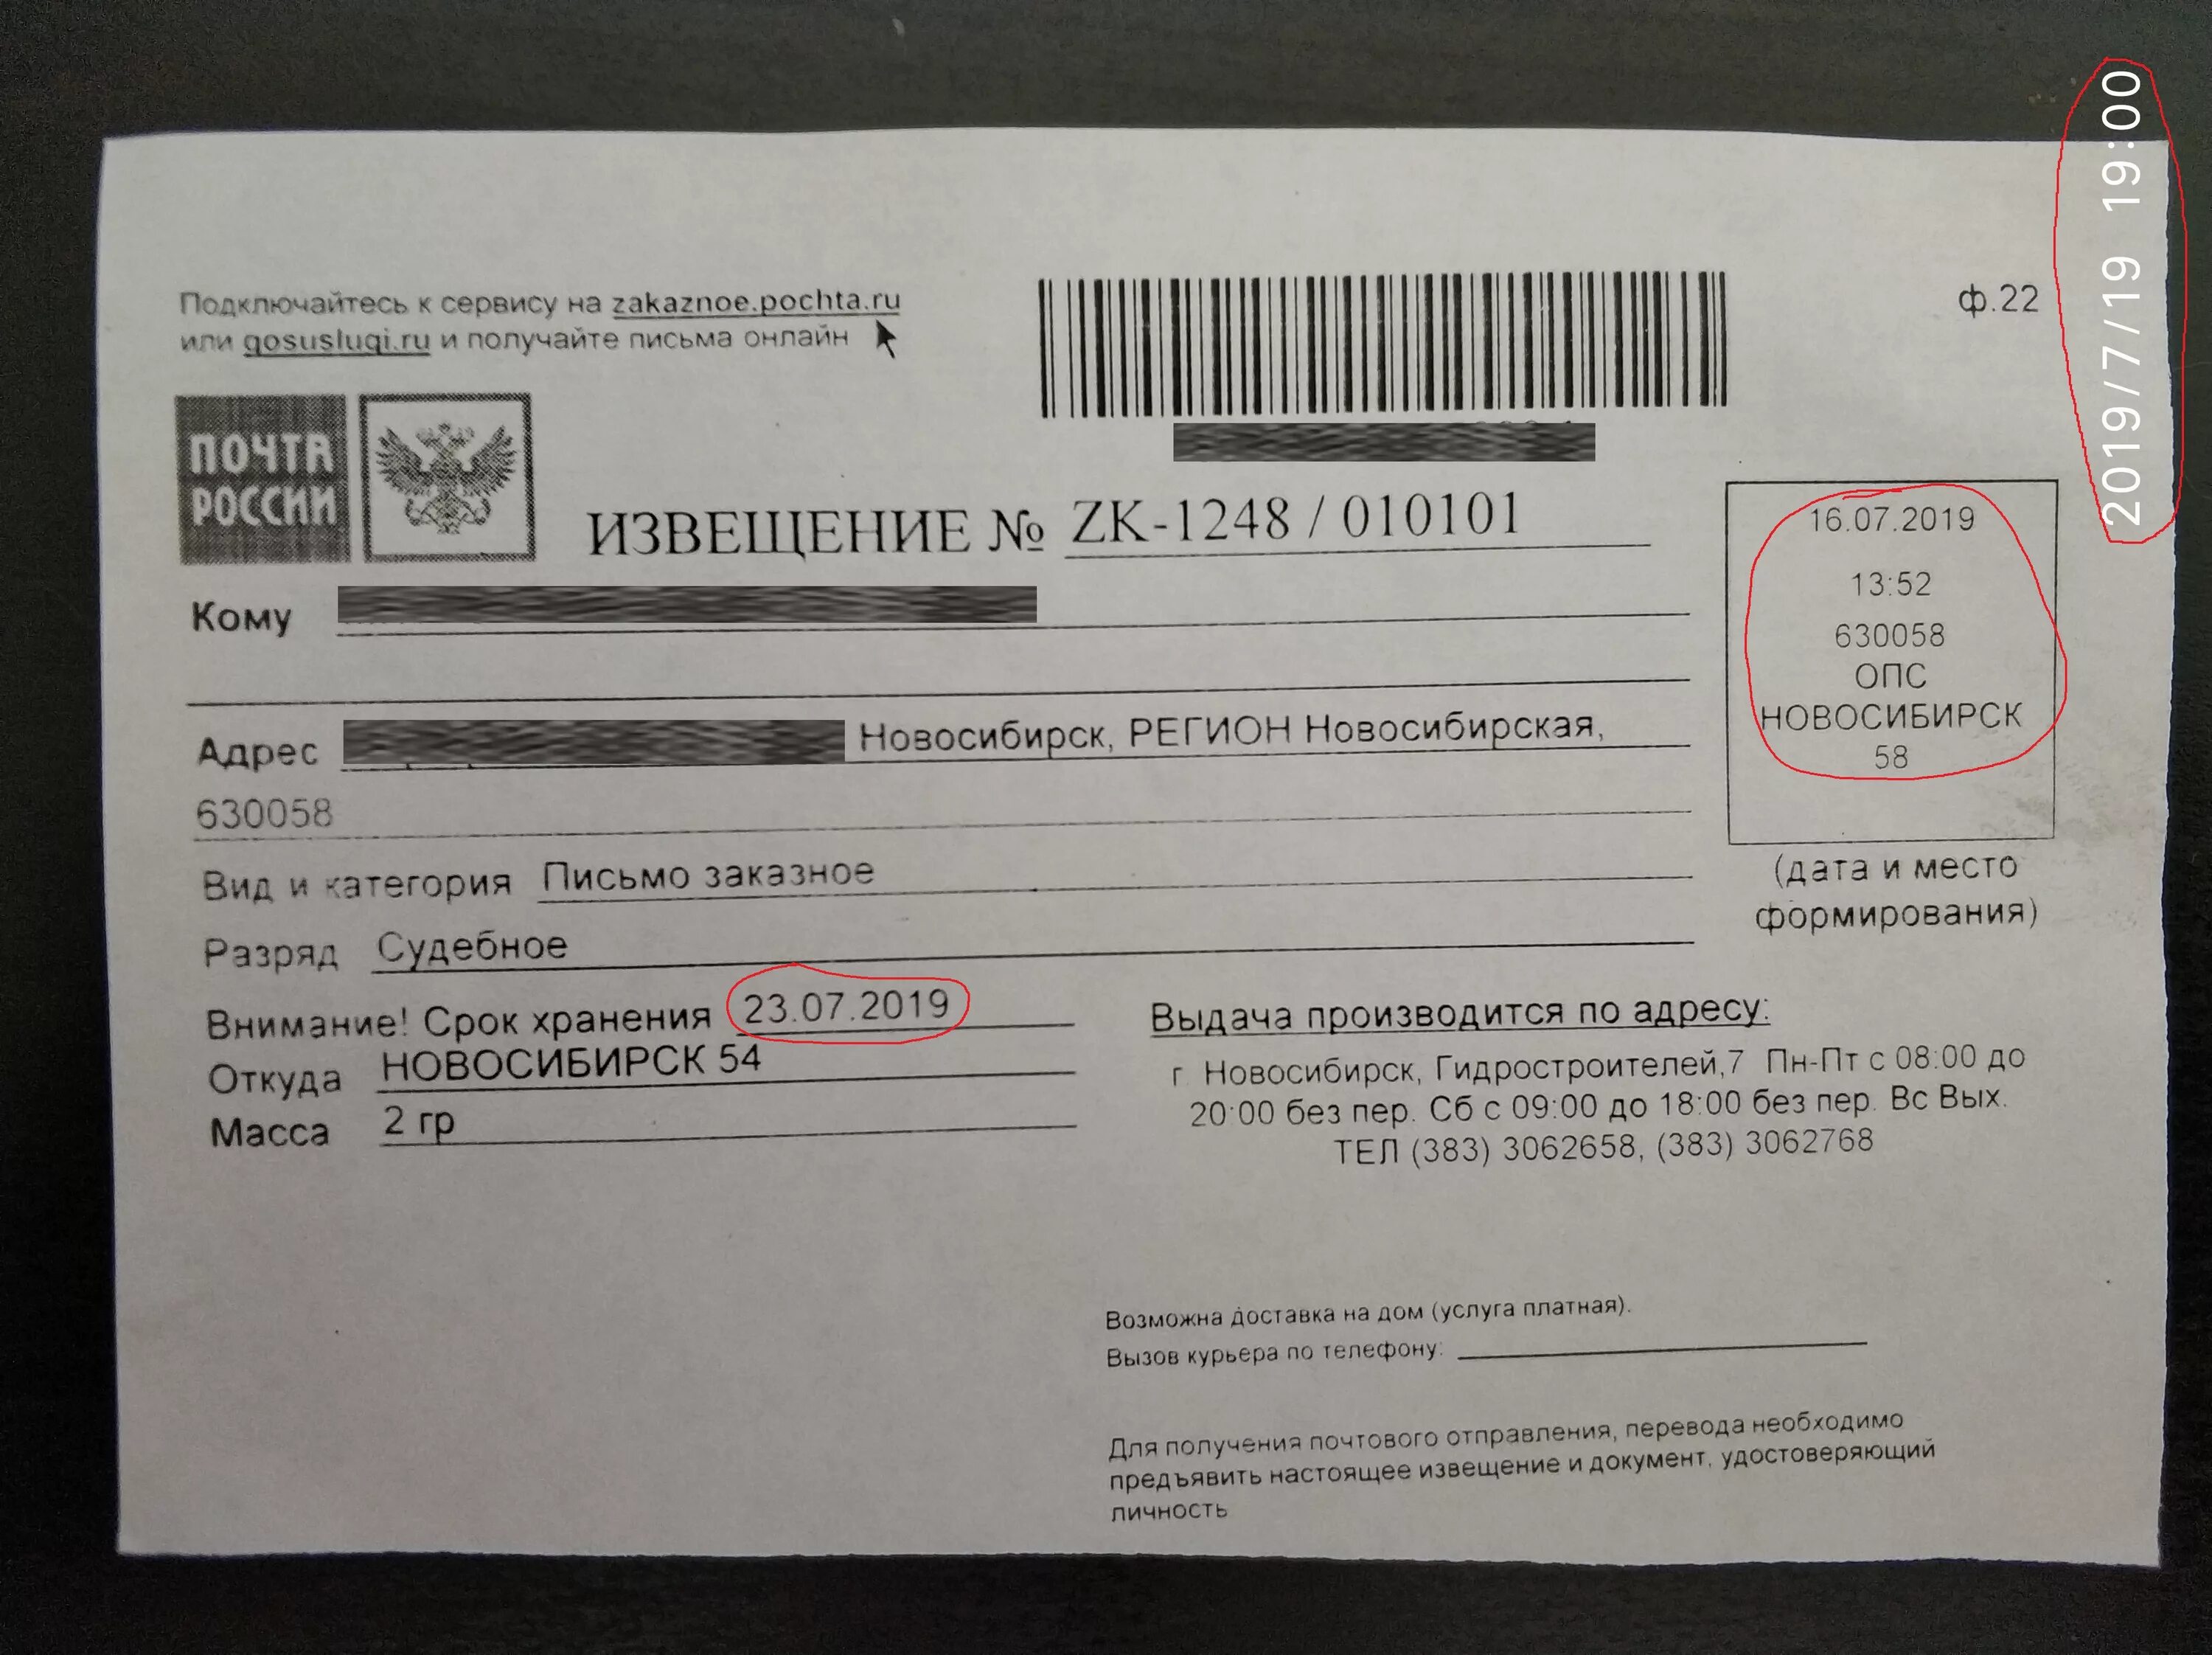 2019/7/19 19:00
Подключайтесь к сервису на zakaznoe.pochta.ru
или gosuslugi.ru и получайте письма онлайн
ф.22
ПОЧТА
РОССИИ
ИЗВЕЩЕНИЕ № ZK-1248 / 010101
16.07.2019
13:52
630058
ОПС
НОВОСИБИРСК
58
(дата и место
формирования)
Кому
Адрес Новосибирск, РЕГИОН Новосибирская,
630058
Вид и категория Письмо заказное
Разряд Судебное
Внимание! Срок хранения 23.07.2019
Откуда НОВОСИБИРСК 54
Масса 2 гр
Выдача производится по адресу:
г Новосибирск, Гидростроителей,7 Пн-Пт с 08:00 до
20:00 без пер. Сб с 09:00 до 18:00 без пер. Вс Вых.
ТЕЛ (383) 3062658, (383) 3062768
Возможна доставка на дом (услуга платная).
Вызов курьера по телефону:
Для получения почтового отправления, перевода необходимо
предъявить настоящее извещение и документ, удостоверяющий
личность